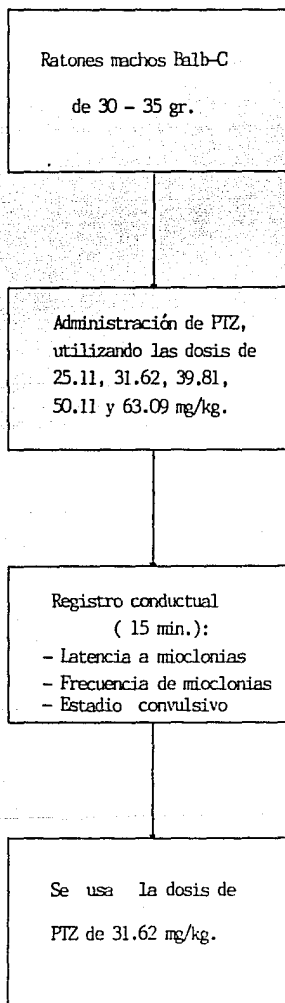 Ratones machos Balb-C
de 30 - 35 gr.
Administración de PTZ,
utilizando las dosis de
25.11, 31.62, 39.81,
50.11 y 63.09 mg/kg.
Registro conductual
( 15 min.):
- Latencia a mioclonias
- Frecuencia de mioclonias
- Estadio convulsivo
Se usa la dosis de
PTZ de 31.62 mg/kg.